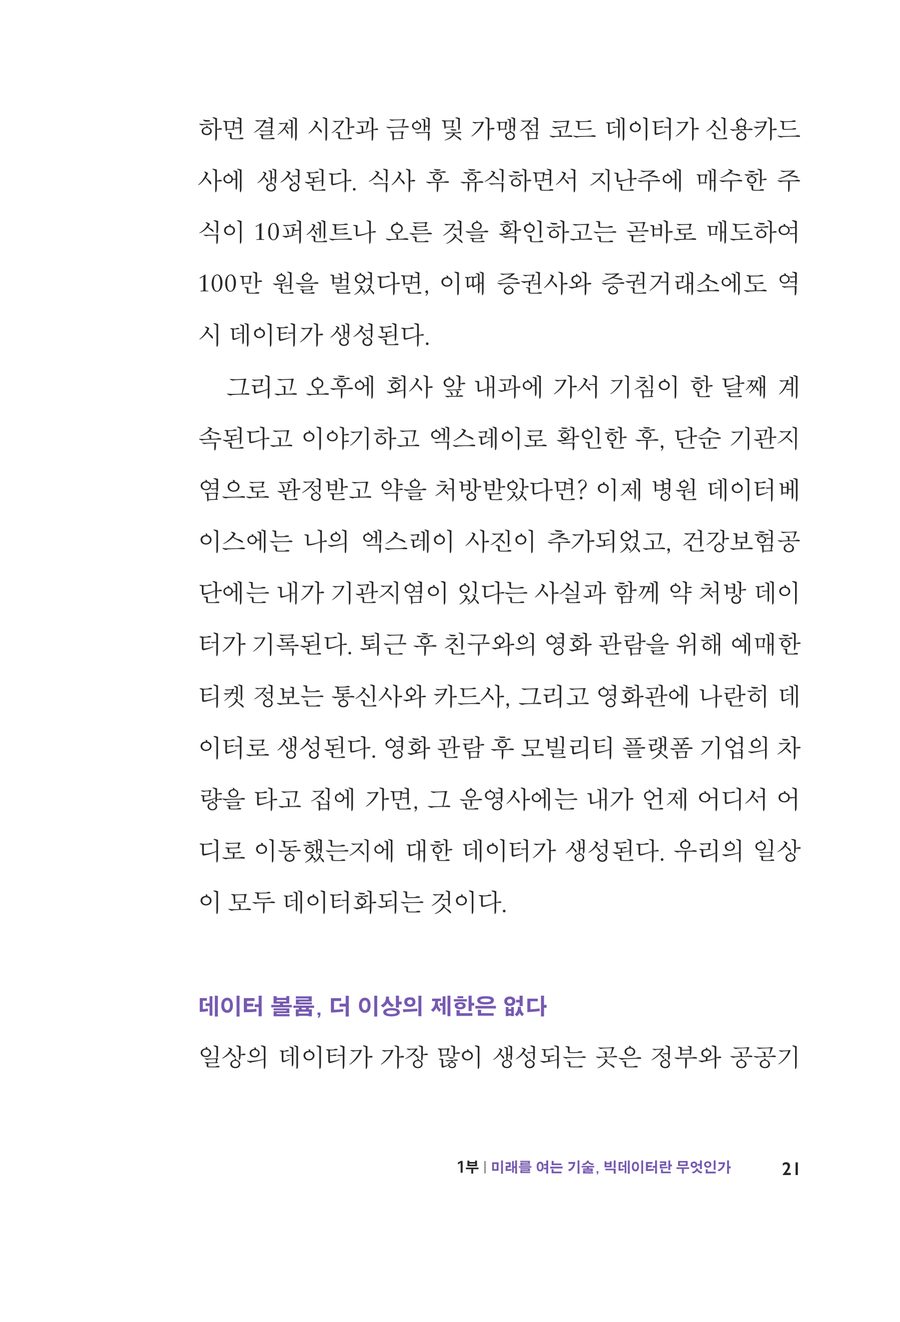 하면 결제 시간과 금액 및 가맹점 코드 데이터가 신용카드
사에 생성된다. 식사 후 휴식하면서 지난주에 매수한 주
식이 10퍼센트나 오른 것을 확인하고는 곧바로 매도하여
100만 원을 벌었다면, 이때 증권사와 증권거래소에도 역
시 데이터가 생성된다.
그리고 오후에 회사 앞 내과에 가서 기침이 한 달째 계
속된다고 이야기하고 엑스레이로 확인한 후, 단순 기관지
염으로 판정받고 약을 처방받았다면? 이제 병원 데이터베
이스에는 나의 엑스레이 사진이 추가되었고, 건강보험공
단에는 내가 기관지염이 있다는 사실과 함께 약 처방 데이
터가 기록된다. 퇴근 후 친구와의 영화 관람을 위해 예매한
티켓 정보는 통신사와 카드사, 그리고 영화관에 나란히 데
이터로 생성된다. 영화 관람 후 모빌리티 플랫폼 기업의 차
량을 타고 집에 가면, 그 운영사에는 내가 언제 어디서 어
디로 이동했는지에 대한 데이터가 생성된다. 우리의 일상
이 모두 데이터화되는 것이다.
데이터 볼륨, 더 이상의 제한은 없다
일상의 데이터가 가장 많이 생성되는 곳은 정부와 공공기
1부 | 미래를 여는 기술, 빅데이터란 무엇인가 21